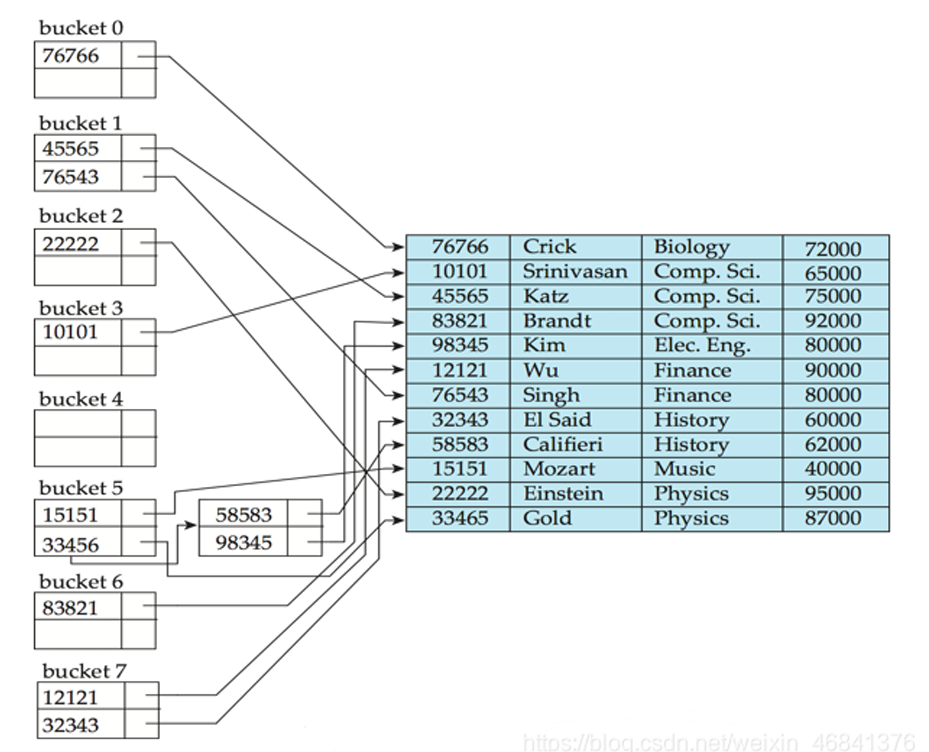 bucket 0
76766
bucket 1
45565
76543
bucket 2
22222
bucket 3
10101
bucket 4
bucket 5
15151
33456
58583
98345
bucket 6
83821
bucket 7
12121
32343
76766 Crick Biology 72000
10101 Srinivasan Comp. Sci. 65000
45565 Katz Comp. Sci. 75000
83821 Brandt Comp. Sci. 92000
98345 Kim Elec. Eng. 80000
12121 Wu Finance 90000
76543 Singh Finance 80000
32343 El Said History 60000
58583 Califieri History 62000
15151 Mozart Music 40000
22222 Einstein Physics 95000
33465 Gold Physics 87000
https://blog.csdn.net/weixin_46841376